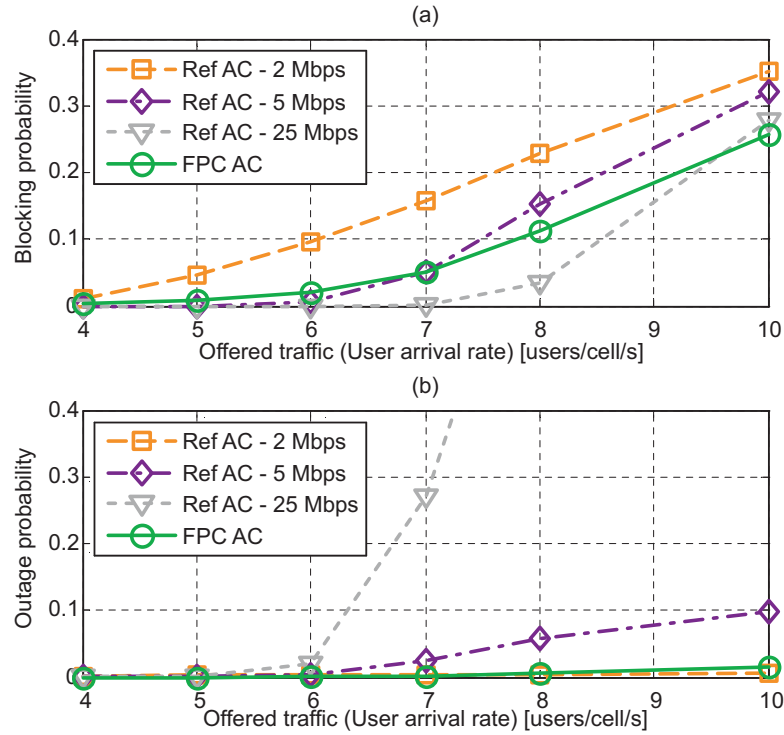 (a)
0.4
0.3
0.2
0.1
0
Blocking probability
Ref AC - 2 Mbps
Ref AC - 5 Mbps
Ref AC - 25 Mbps
FPC AC
4 5 6 7 8 9 10
Offered traffic (User arrival rate) [users/cell/s]
(b)
0.4
0.3
0.2
0.1
0
Outage probability
Ref AC - 2 Mbps
Ref AC - 5 Mbps
Ref AC - 25 Mbps
FPC AC
4 5 6 7 8 9 10
Offered traffic (User arrival rate) [users/cell/s]